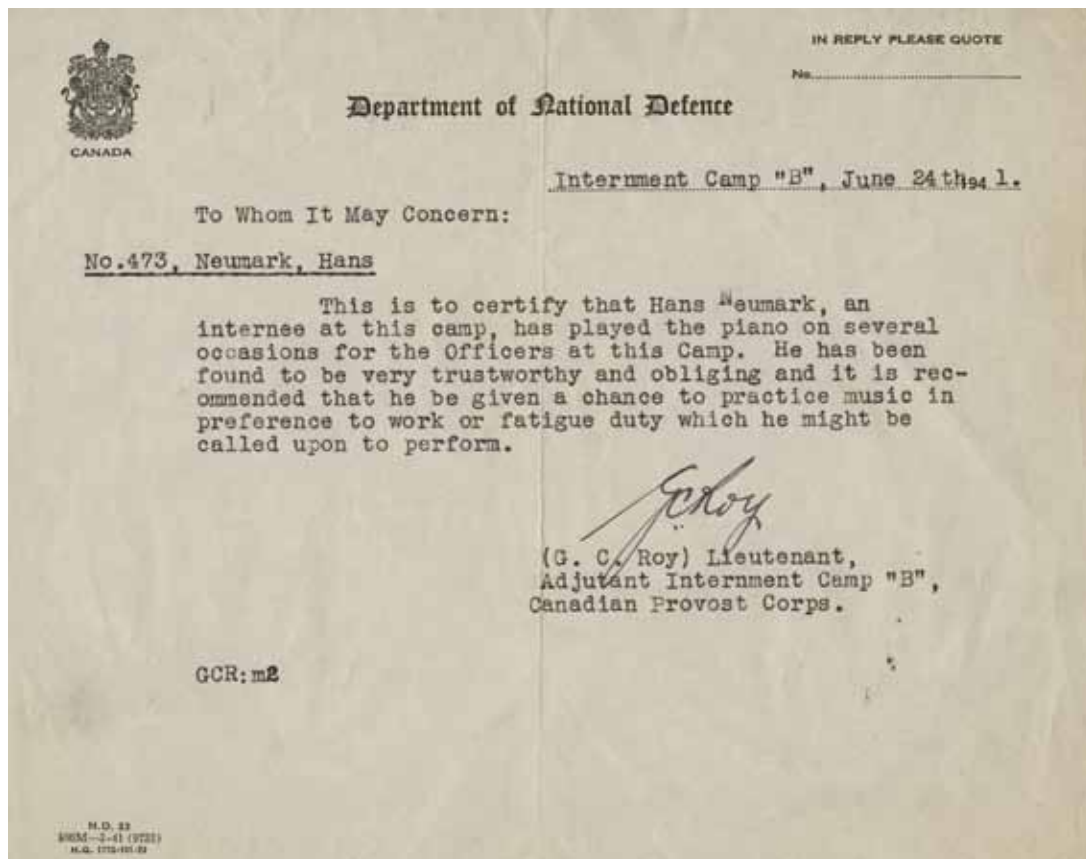 IN REPLY PLEASE QUOTE
No.
CANADA
Department of National Defence
Internment Camp "B", June 24th, 194 1.
To Whom It May Concern:
No.473, Neumark, Hans
This is to certify that Hans Neumark, an
internee at this camp, has played the piano on several
occasions for the Officers at this Camp. He has been
found to be very trustworthy and obliging and it is rec-
ommended that he be given a chance to practice music in
preference to work or fatigue duty which he might be
called upon to perform.
GCRoy
(G. C. Roy) Lieutenant,
Adjutant Internment Camp "B",
Canadian Provost Corps.
GCR:m2
(9722)
H.Q.